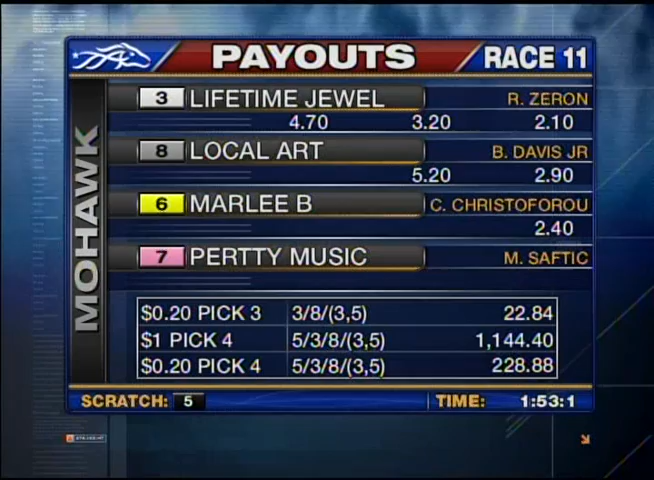 PAYOUTS
RACE 11
MOHAWK
3 LIFETIME JEWEL R. ZERON
4.70 3.20 2.10
8 LOCAL ART B. DAVIS JR
5.20 2.90
6 MARLEE B C. CHRISTOFOROU
2.40
7 PERTTY MUSIC M. SAFTIC
$0.20 PICK 3 3/8/(3,5) 22.84
$1 PICK 4 5/3/8/(3,5) 1,144.40
$0.20 PICK 4 5/3/8/(3,5) 228.88
SCRATCH: 5 TIME: 1:53:1